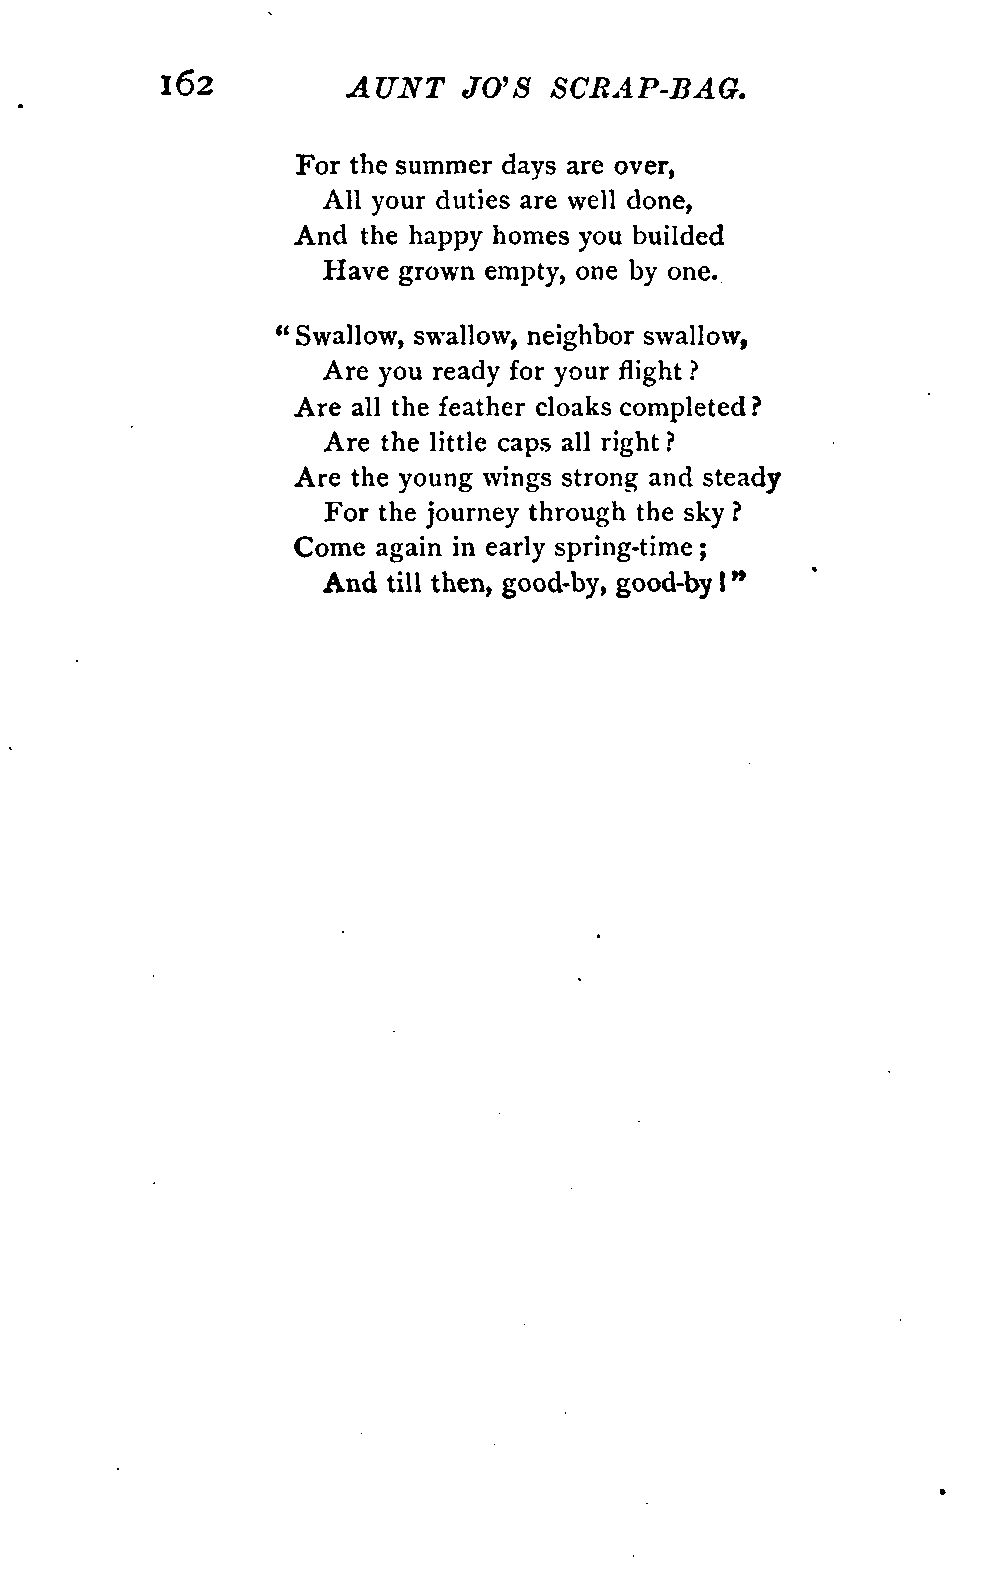 162 AUNT JO'S SCRAP-BAG.
For the summer days are over,
All your duties are well done,
And the happy homes you builded
Have grown empty, one by one.
“Swallow, swallow, neighbor swallow,
Are you ready for your flight?
Are all the feather cloaks completed?
Are the little caps all right?
Are the young wings strong and steady
For the journey through the sky?
Come again in early spring-time;
And till then, good-by, good-by!”